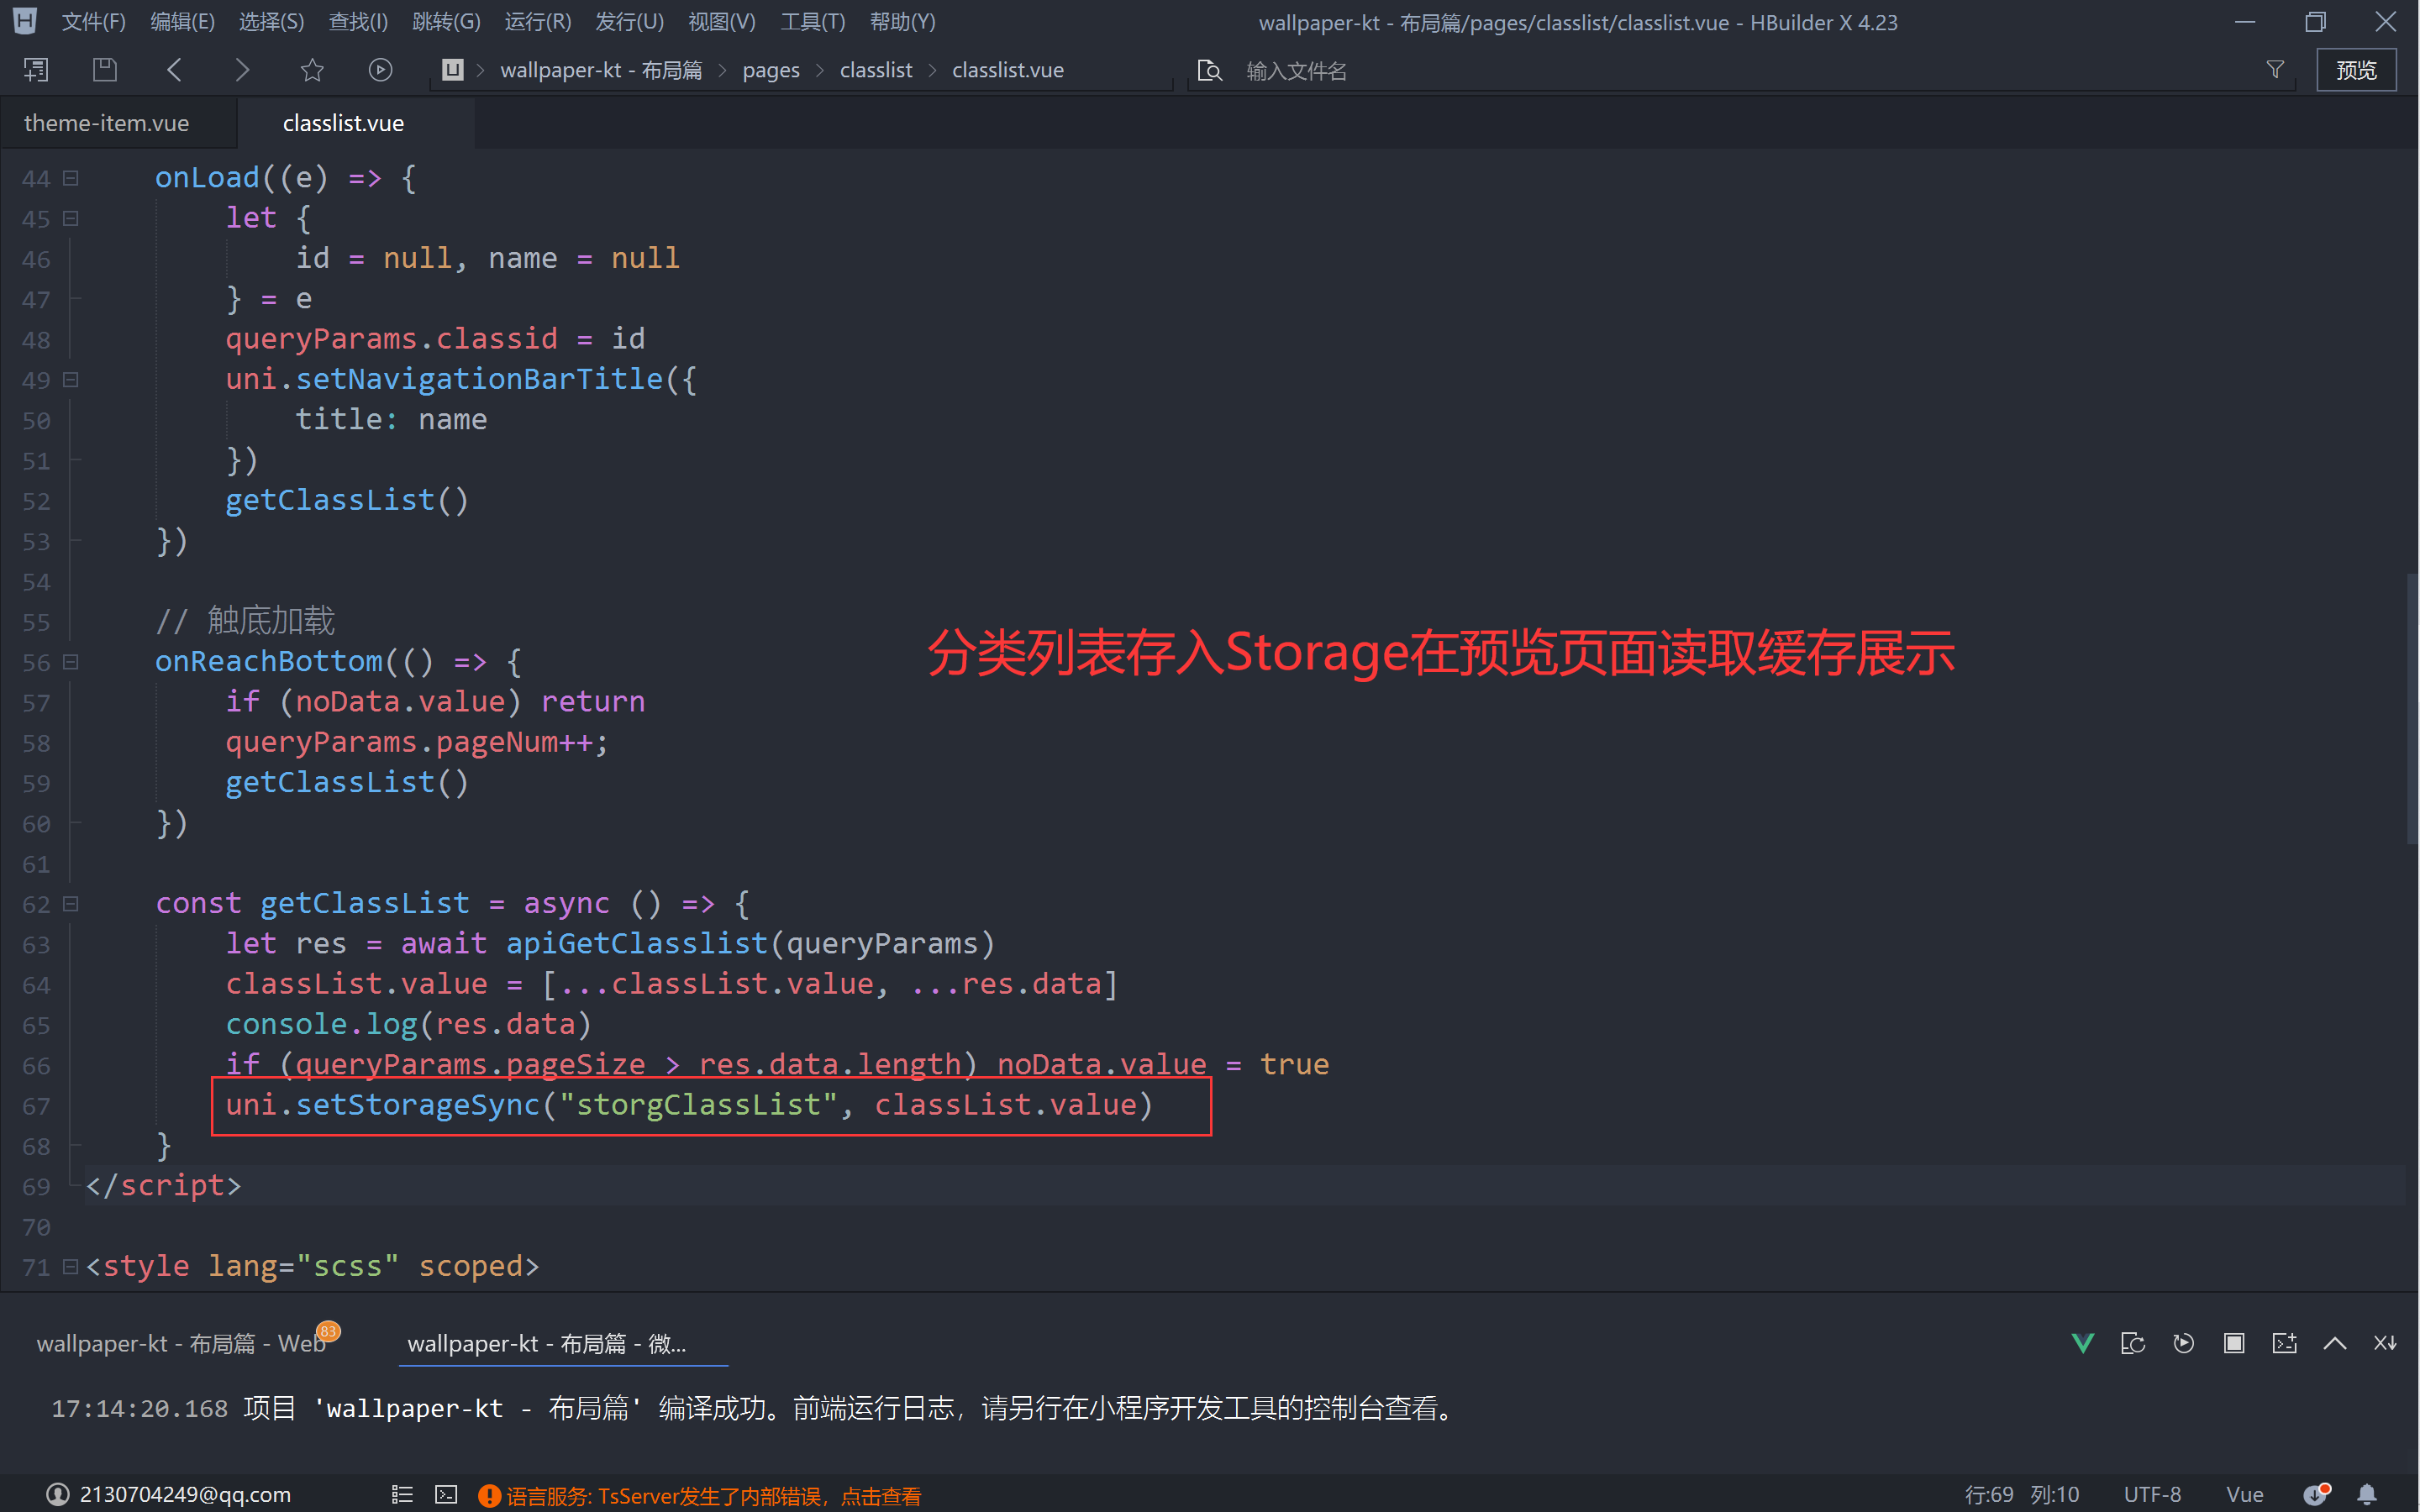 文件(F) 编辑(E) 选择(S) 查找(I) 跳转(G) 运行(R) 发行(U) 视图(V) 工具(T) 帮助(Y) wallpaper-kt - 布局篇/pages/classlist/classlist.vue - HBuilder X 4.23
wallpaper-kt - 布局篇 > pages > classlist > classlist.vue 输入文件名 预览
theme-item.vue classlist.vue
44 onLoad((e) => {
45 let {
46 id = null, name = null
47 } = e
48 queryParams.classid = id
49 uni.setNavigationBarTitle({
50 title: name
51 })
52 getClassList()
53 })
54
55 // 触底加载
分类列表存入Storage在预览页面读取缓存展示
56 onReachBottom(() => {
57 if (noData.value) return
58 queryParams.pageNum++;
59 getClassList()
60 })
61
62 const getClassList = async () => {
63 let res = await apiGetClasslist(queryParams)
64 classList.value = [...classList.value, ...res.data]
65 console.log(res.data)
66 if (queryParams.pageSize > res.data.length) noData.value = true
67 uni.setStorageSync("storgClassList", classList.value)
68 }
69 </script>
70
71 <style lang="scss" scoped>
wallpaper-kt - 布局篇 - Web 83 wallpaper-kt - 布局篇 - 微...
17:14:20.168 项目 'wallpaper-kt - 布局篇' 编译成功。前端运行日志，请另行在小程序开发工具的控制台查看。
2130704249@qq.com 语言服务: TsServer发生了内部错误，点击查看 行:69 列:10 UTF-8 Vue